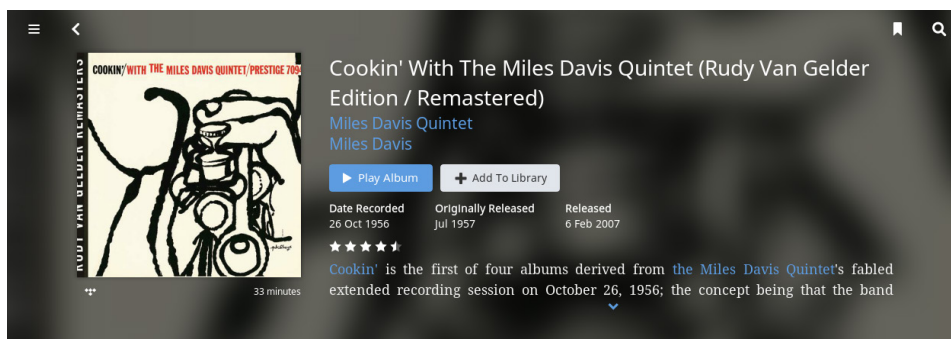 COOKIN'/WITH THE MILES DAVIS QUINTET/PRESTIGE 7094
RUDY VAN GELDER REMASTERS
Cookin' With The Miles Davis Quintet (Rudy Van Gelder
Edition / Remastered)
Miles Davis Quintet
Miles Davis
Play Album
Add To Library
Date Recorded
Originally Released
Released
26 Oct 1956
Jul 1957
6 Feb 2007
Cookin' is the first of four albums derived from the Miles Davis Quintet's fabled
extended recording session on October 26, 1956; the concept being that the band
33 minutes